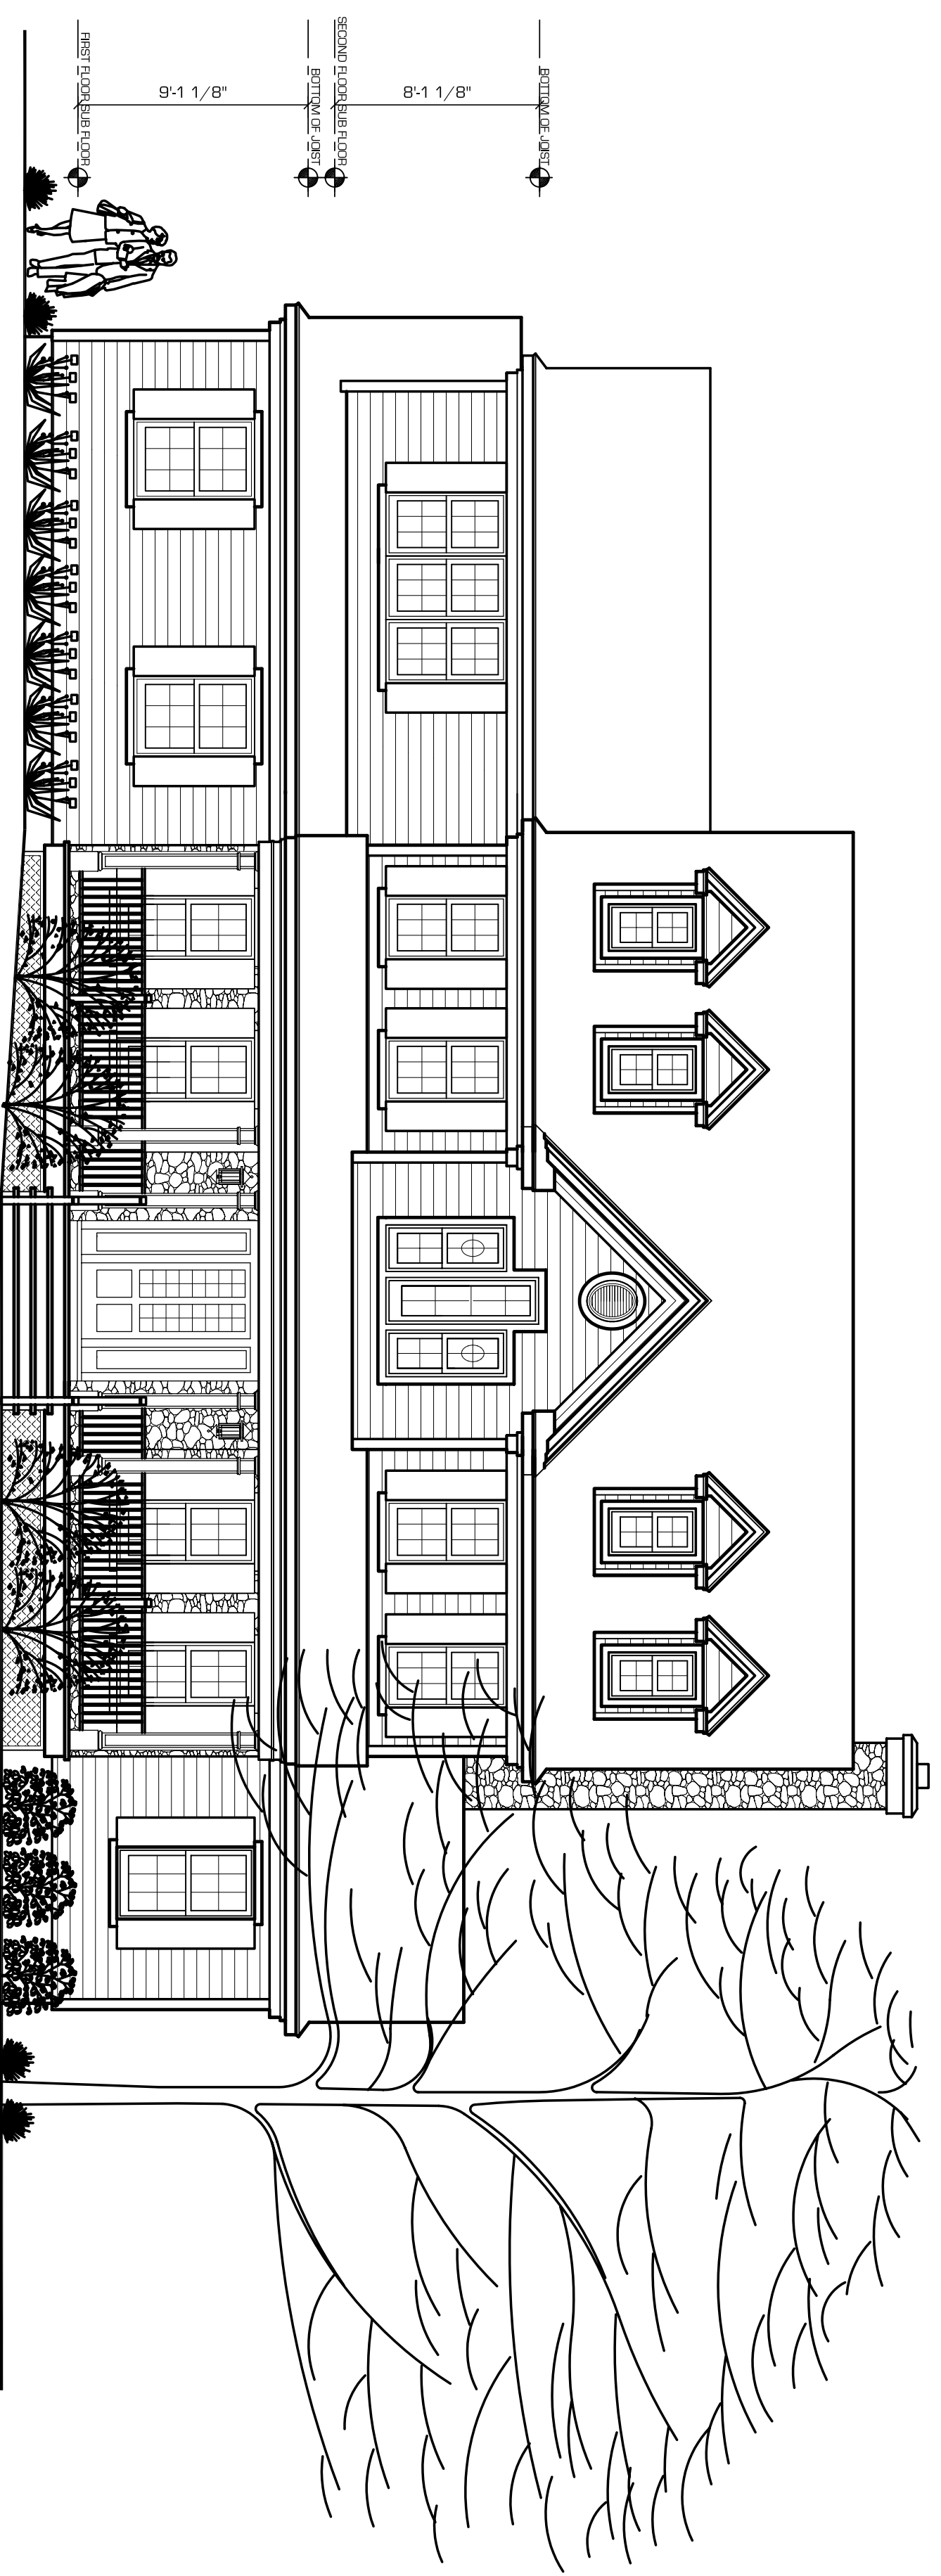 SECOND FLOOR SUB FLOOR
FIRST FLOOR SUB FLOOR
BOTTOM OF JOIST
BOTTOM OF JOIST
9'-1 1/8"
8'-1 1/8"